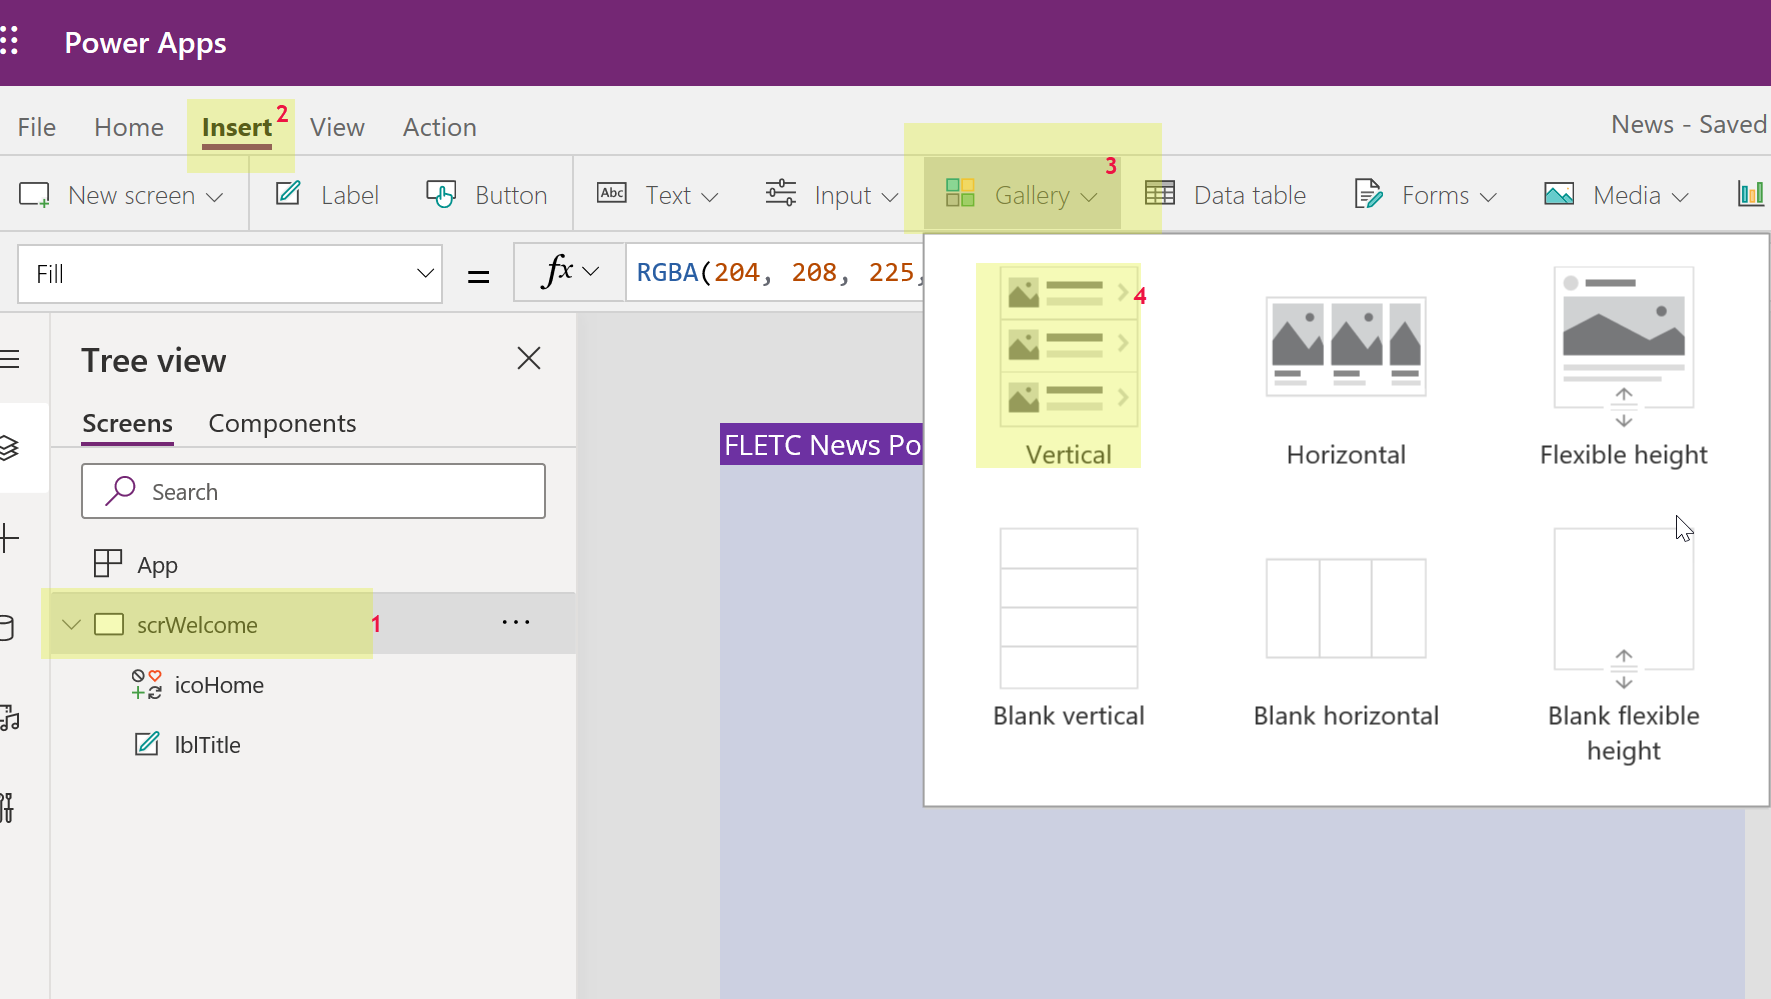 Power Apps
File Home Insert 2 View Action News - Saved
New screen Label Button Abc Text Input Gallery 3 Data table Forms Media
Fill = fx RGBA(204, 208, 225,
Tree view
Screens Components
Search
App
scrWelcome 1 ...
icoHome
lblTitle
FLETC News Po
4
Vertical Horizontal Flexible height
Blank vertical Blank horizontal Blank flexible
height